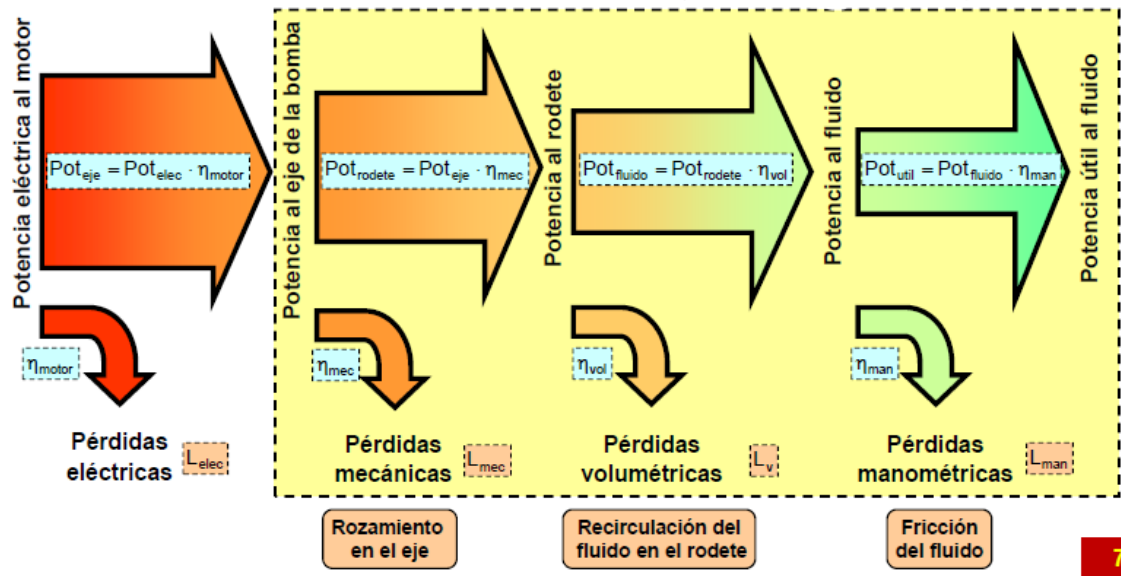 Potencia eléctrica al motor
Pot_eje = Pot_elec · η_motor
Potencia al eje de la bomba
Pot_rodete = Pot_eje · η_mec
Potencia al rodete
Pot_fluido = Pot_rodete · η_vol
Potencia al fluido
Pot_util = Pot_fluido · η_man
Potencia útil al fluido
η_motor
η_mec
η_vol
η_man
Pérdidas
eléctricas
L_elec
Pérdidas
mecánicas
L_mec
Pérdidas
volumétricas
L_v
Pérdidas
manométricas
L_man
Rozamiento
en el eje
Recirculación del
fluido en el rodete
Fricción
del fluido
7